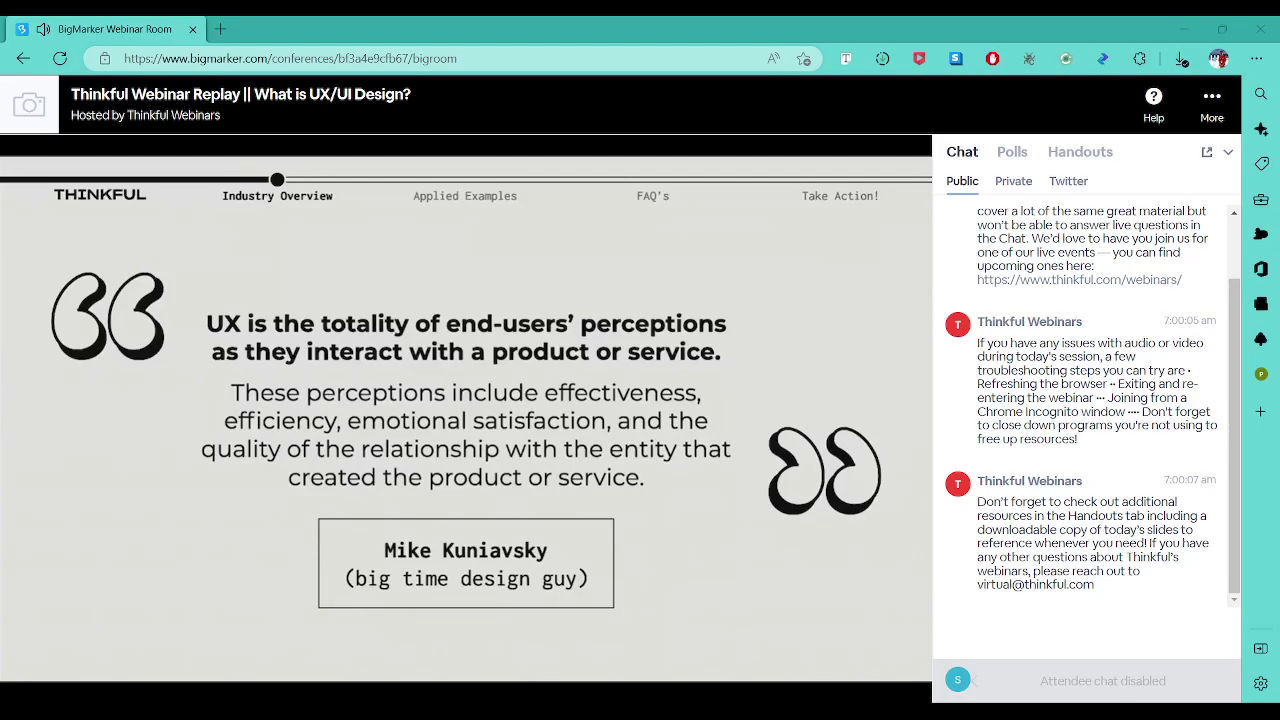 BigMarker Webinar Room
https://www.bigmarker.com/conferences/bf3a4e9cfb67/bigroom
Thinkful Webinar Replay || What is UX/UI Design?
Hosted by Thinkful Webinars
Help
More
THINKFUL
Industry Overview
Applied Examples
FAQ's
Take Action!
UX is the totality of end-users’ perceptions
as they interact with a product or service.
These perceptions include effectiveness,
efficiency, emotional satisfaction, and the
quality of the relationship with the entity that
created the product or service.
Mike Kuniavsky
(big time design guy)
Chat
Polls
Handouts
Public
Private
Twitter
cover a lot of the same great material but
won’t be able to answer live questions in
the Chat. We’d love to have you join us for
one of our live events — you can find
upcoming ones here:
https://www.thinkful.com/webinars/
T
Thinkful Webinars
7:00:05 am
If you have any issues with audio or video
during today’s session, a few
troubleshooting steps you can try are •
Refreshing the browser •• Exiting and re-
entering the webinar •• Joining from a
Chrome Incognito window ••• Don't forget
to close down programs you're not using to
free up resources!
T
Thinkful Webinars
7:00:07 am
Don’t forget to check out additional
resources in the Handouts tab including a
downloadable copy of today’s slides to
reference whenever you need! If you have
any other questions about Thinkful’s
webinars, please reach out to
virtual@thinkful.com
S
Attendee chat disabled